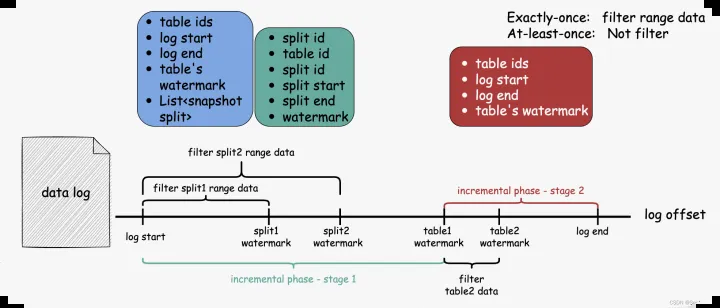 table ids
log start
log end
table's
watermark
List<snapshot
split>
split id
table id
split id
split start
split end
watermark
Exactly-once: filter range data
At-least-once: Not filter
table ids
log start
log end
table's watermark
data log
filter split2 range data
filter split1 range data
incremental phase - stage 2
log offset
log start
split1
watermark
split2
watermark
table1
watermark
table2
watermark
log end
incremental phase - stage 1
filter
table2 data